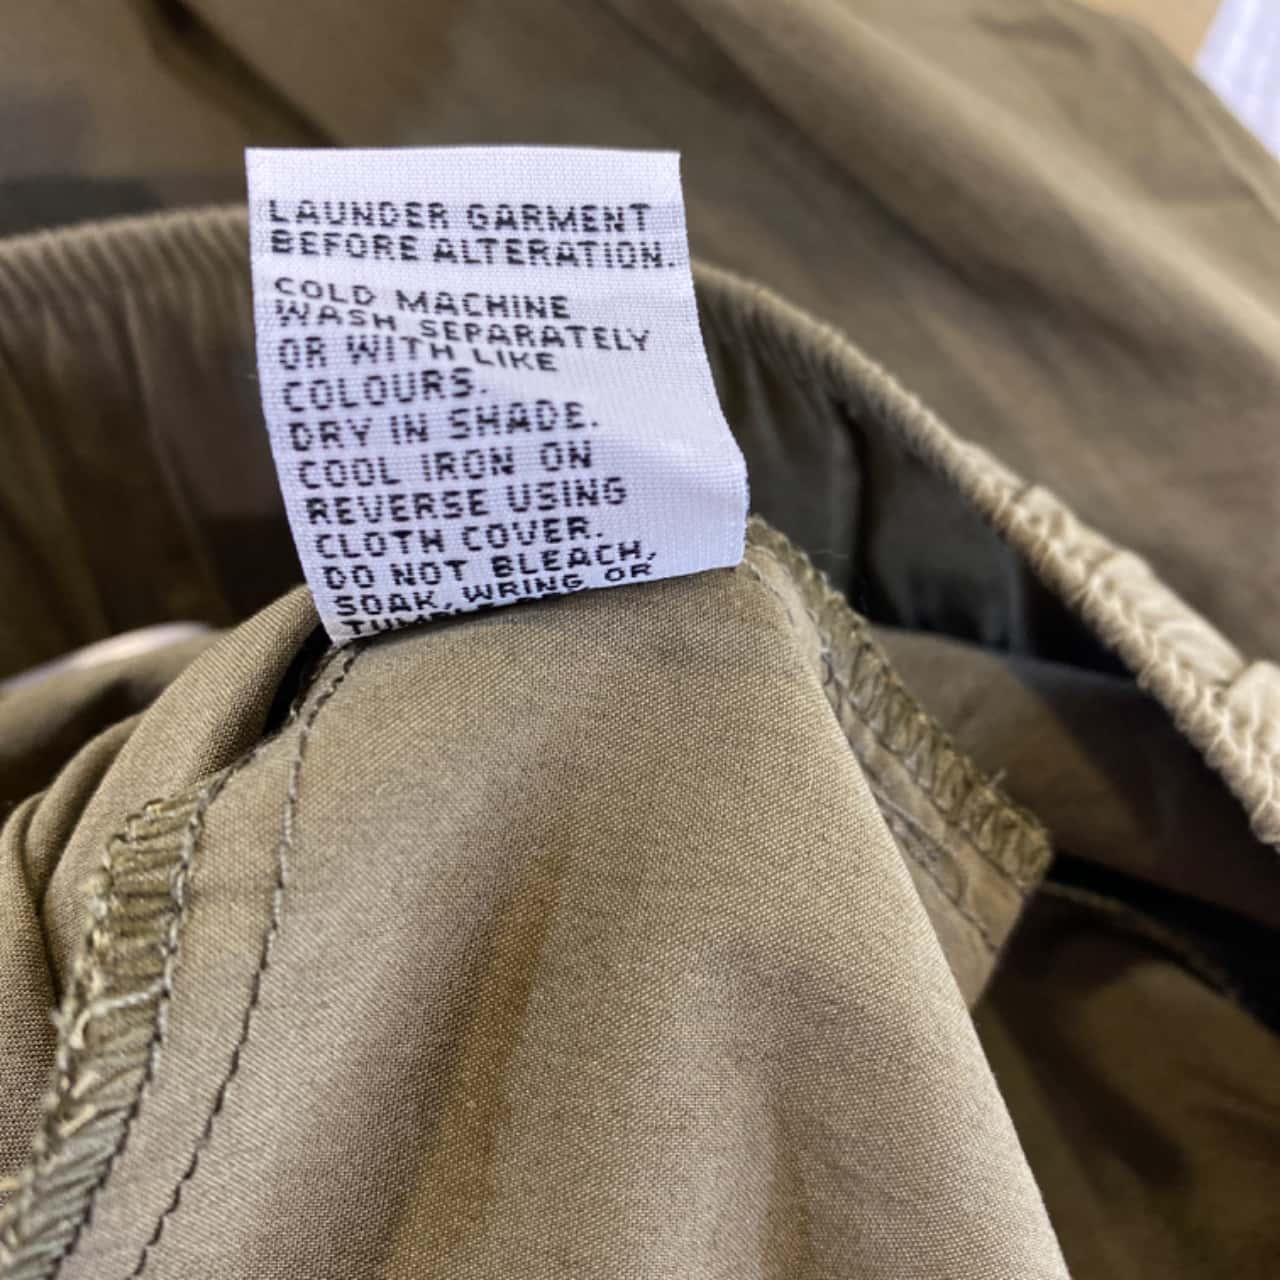 LAUNDER GARMENT
BEFORE ALTERATION.
COLD MACHINE
WASH SEPARATELY
OR WITH LIKE
COLOURS.
DRY IN SHADE.
COOL IRON ON
REVERSE USING
CLOTH COVER.
DO NOT BLEACH,
SOAK, WRING OR